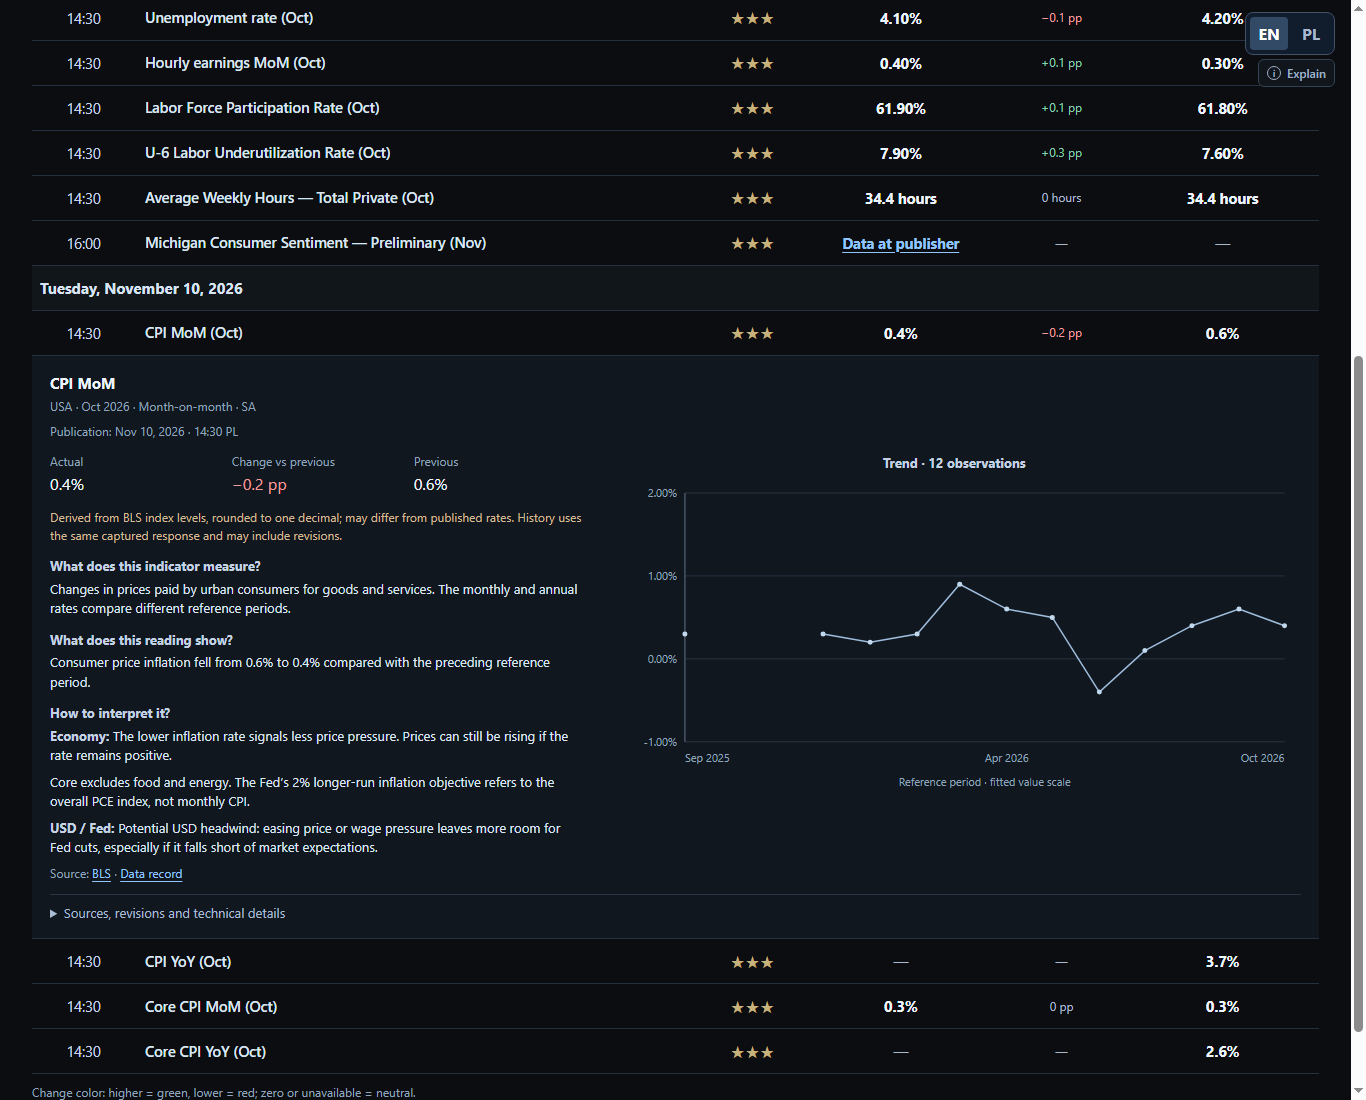 14:30 Unemployment rate (Oct) ★★★ 4.10% −0.1 pp 4.20%
EN PL
14:30 Hourly earnings MoM (Oct) ★★★ 0.40% +0.1 pp 0.30%
Explain
14:30 Labor Force Participation Rate (Oct) ★★★ 61.90% +0.1 pp 61.80%
14:30 U-6 Labor Underutilization Rate (Oct) ★★★ 7.90% +0.3 pp 7.60%
14:30 Average Weekly Hours — Total Private (Oct) ★★★ 34.4 hours 0 hours 34.4 hours
16:00 Michigan Consumer Sentiment — Preliminary (Nov) ★★★ Data at publisher — —
Tuesday, November 10, 2026
14:30 CPI MoM (Oct) ★★★ 0.4% −0.2 pp 0.6%
CPI MoM
USA · Oct 2026 · Month-on-month · SA
Publication: Nov 10, 2026 · 14:30 PL
Actual Change vs previous Previous
0.4% −0.2 pp 0.6%
Derived from BLS index levels, rounded to one decimal; may differ from published rates. History uses
the same captured response and may include revisions.
What does this indicator measure?
Changes in prices paid by urban consumers for goods and services. The monthly and annual
rates compare different reference periods.
What does this reading show?
Consumer price inflation fell from 0.6% to 0.4% compared with the preceding reference
period.
How to interpret it?
Economy: The lower inflation rate signals less price pressure. Prices can still be rising if the
rate remains positive.
Core excludes food and energy. The Fed's 2% longer-run inflation objective refers to the
overall PCE index, not monthly CPI.
USD / Fed: Potential USD headwind: easing price or wage pressure leaves more room for
Fed cuts, especially if it falls short of market expectations.
Source: BLS · Data record
Trend · 12 observations
2.00%
1.00%
0.00%
-1.00%
Sep 2025 Apr 2026 Oct 2026
Reference period · fitted value scale
▶ Sources, revisions and technical details
14:30 CPI YoY (Oct) ★★★ — — 3.7%
14:30 Core CPI MoM (Oct) ★★★ 0.3% 0 pp 0.3%
14:30 Core CPI YoY (Oct) ★★★ — — 2.6%
Change color: higher = green, lower = red; zero or unavailable = neutral.